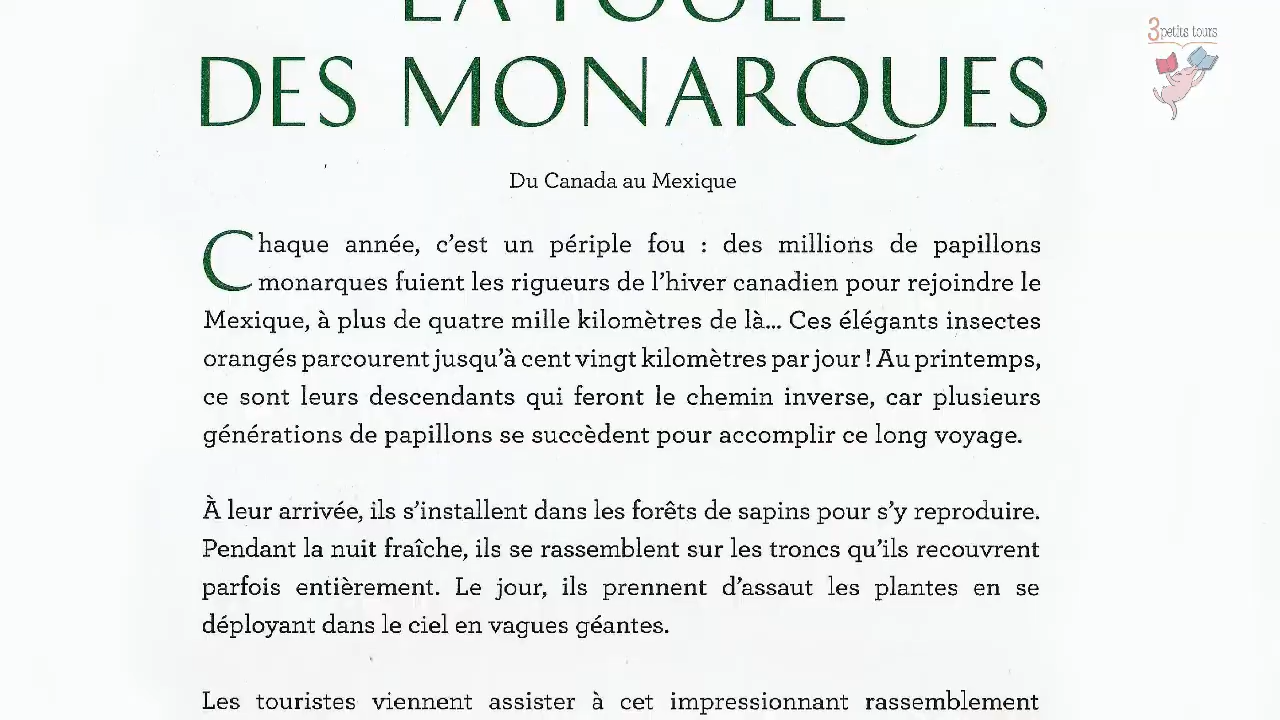 LA FOULE
DES MONARQUES
3 petits tours
Du Canada au Mexique
Chaque année, c'est un périple fou : des millions de papillons
monarques fuient les rigueurs de l'hiver canadien pour rejoindre le
Mexique, à plus de quatre mille kilomètres de là... Ces élégants insectes
orangés parcourent jusqu'à cent vingt kilomètres par jour ! Au printemps,
ce sont leurs descendants qui feront le chemin inverse, car plusieurs
générations de papillons se succèdent pour accomplir ce long voyage.
À leur arrivée, ils s'installent dans les forêts de sapins pour s'y reproduire.
Pendant la nuit fraîche, ils se rassemblent sur les troncs qu'ils recouvrent
parfois entièrement. Le jour, ils prennent d'assaut les plantes en se
déployant dans le ciel en vagues géantes.
Les touristes viennent assister à cet impressionnant rassemblement